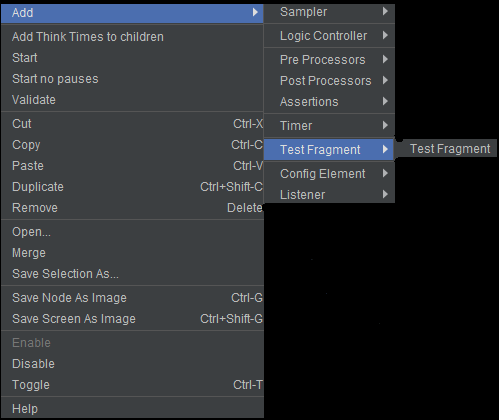 Add
Add Think Times to children
Start
Start no pauses
Validate
Cut Ctrl-X
Copy Ctrl-C
Paste Ctrl-V
Duplicate Ctrl+Shift-C
Remove Delete
Open...
Merge
Save Selection As...
Save Node As Image Ctrl-G
Save Screen As Image Ctrl+Shift-G
Enable
Disable
Toggle Ctrl-T
Help
Sampler
Logic Controller
Pre Processors
Post Processors
Assertions
Timer
Test Fragment
Config Element
Listener
Test Fragment